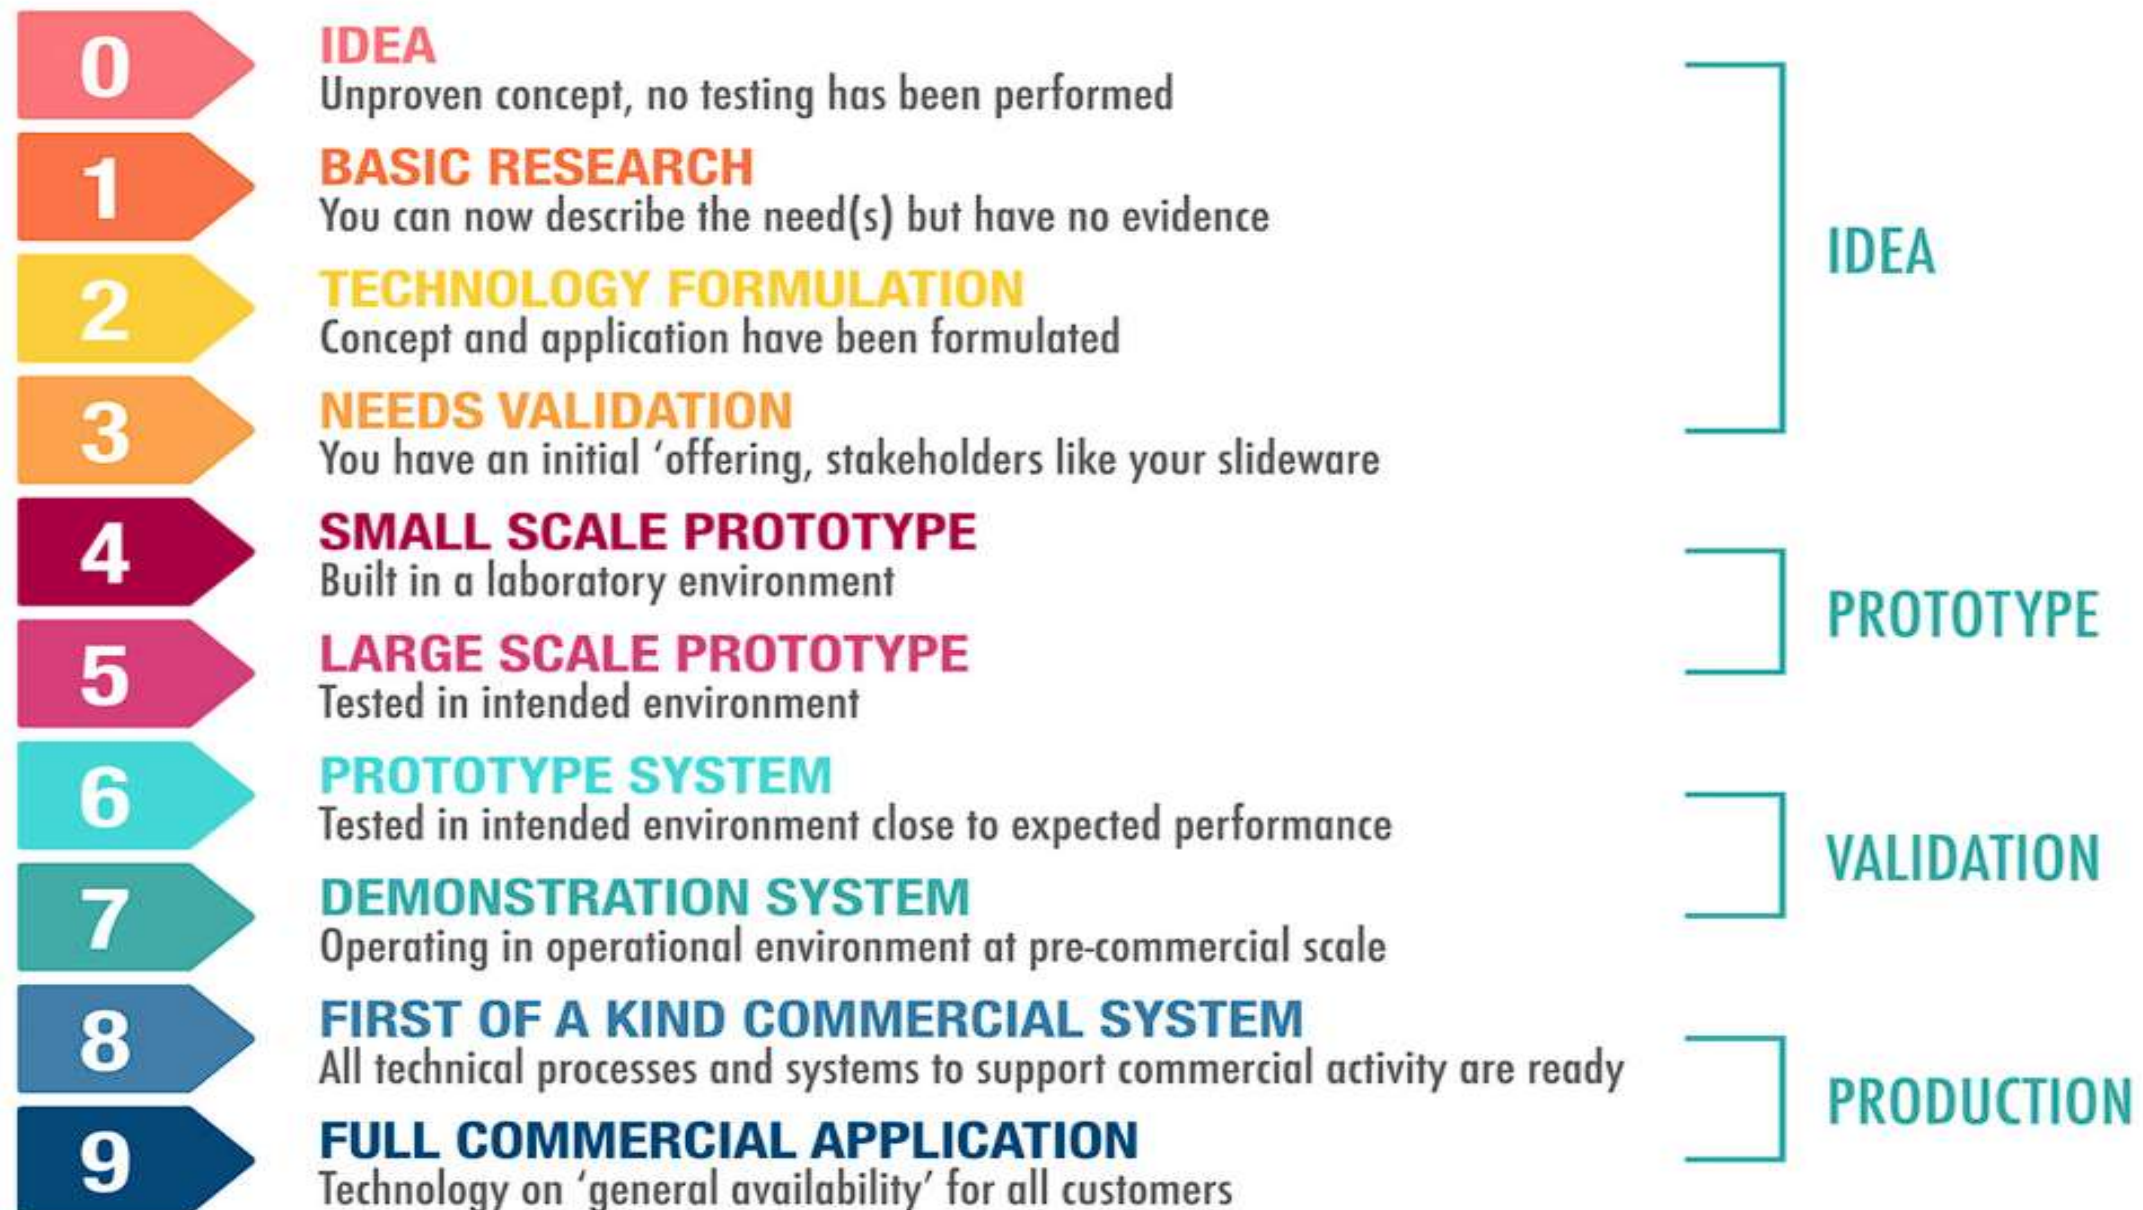 0
IDEA
Unproven concept, no testing has been performed
1
BASIC RESEARCH
You can now describe the need(s) but have no evidence
2
TECHNOLOGY FORMULATION
Concept and application have been formulated
3
NEEDS VALIDATION
You have an initial ‘offering, stakeholders like your slideware
IDEA
4
SMALL SCALE PROTOTYPE
Built in a laboratory environment
5
LARGE SCALE PROTOTYPE
Tested in intended environment
PROTOTYPE
6
PROTOTYPE SYSTEM
Tested in intended environment close to expected performance
7
DEMONSTRATION SYSTEM
Operating in operational environment at pre-commercial scale
VALIDATION
8
FIRST OF A KIND COMMERCIAL SYSTEM
All technical processes and systems to support commercial activity are ready
9
FULL COMMERCIAL APPLICATION
Technology on ‘general availability’ for all customers
PRODUCTION